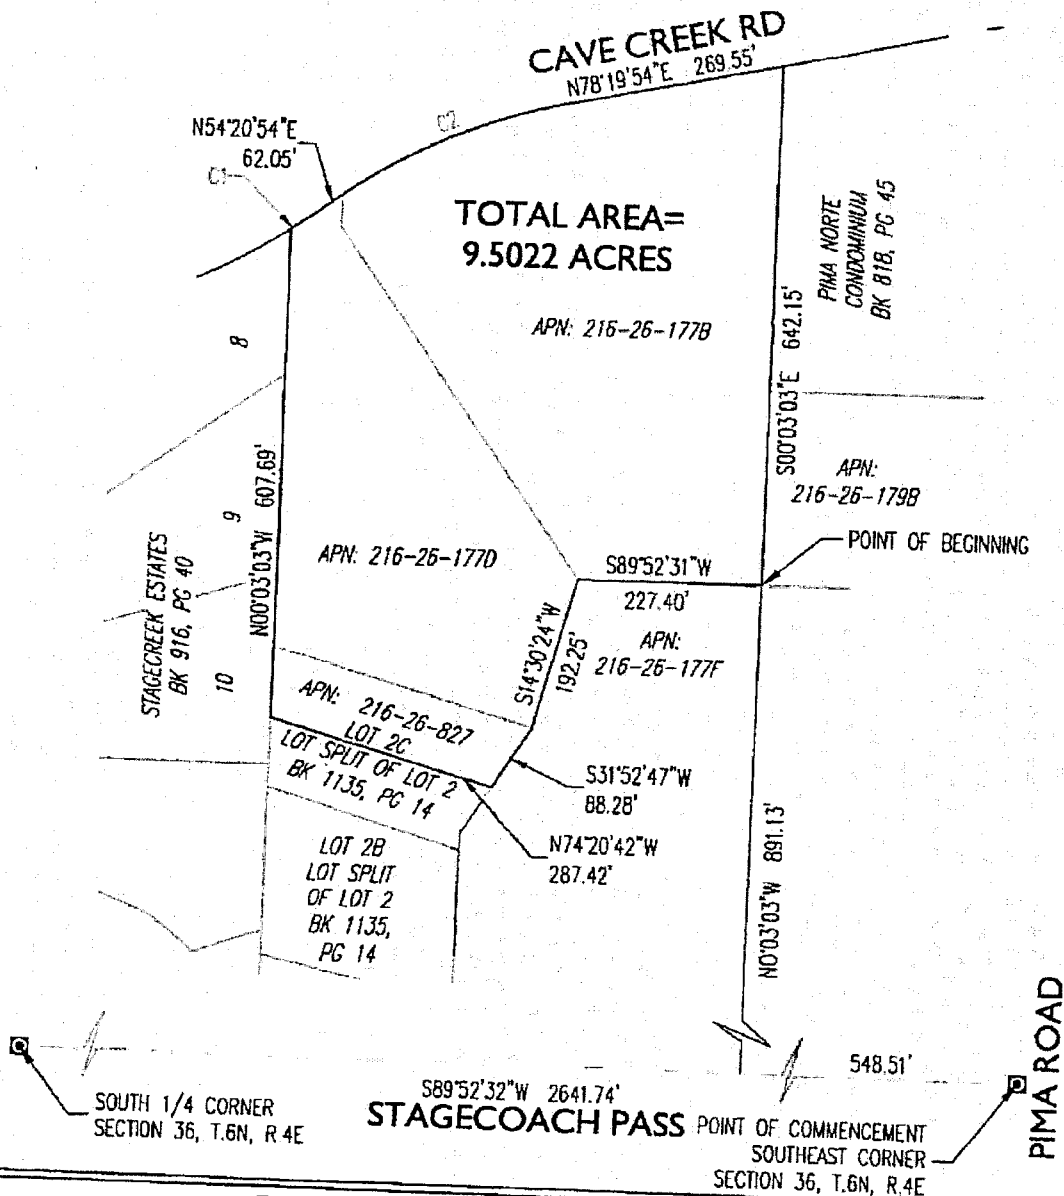 CAVE CREEK RD
N78°19'54"E 269.55'
C2
N54°20'54"E
62.05'
C1
TOTAL AREA=
9.5022 ACRES
PIMA NORTE
CONDOMINIUM
BK 818, PG 45
APN: 216-26-177B
8
S00°03'03"E 642.15'
APN:
216-26-179B
N00°03'03"W 607.69'
9
POINT OF BEGINNING
STAGECREEK ESTATES
BK 916, PG 40
APN: 216-26-177D
S89°52'31"W
227.40'
S14°30'24"W
192.25'
APN:
216-26-177F
10
APN: 216-26-827
LOT 2C
LOT SPLIT OF LOT 2
BK 1135, PG 14
S31°52'47"W
88.28'
N74°20'42"W
287.42'
LOT 2B
LOT SPLIT
OF LOT 2
BK 1135,
PG 14
N0°03'03"W 891.13'
PIMA ROAD
548.51'
S89°52'32"W 2641.74'
STAGECOACH PASS
SOUTH 1/4 CORNER
SECTION 36, T.6N, R.4E
POINT OF COMMENCEMENT
SOUTHEAST CORNER
SECTION 36, T.6N, R.4E